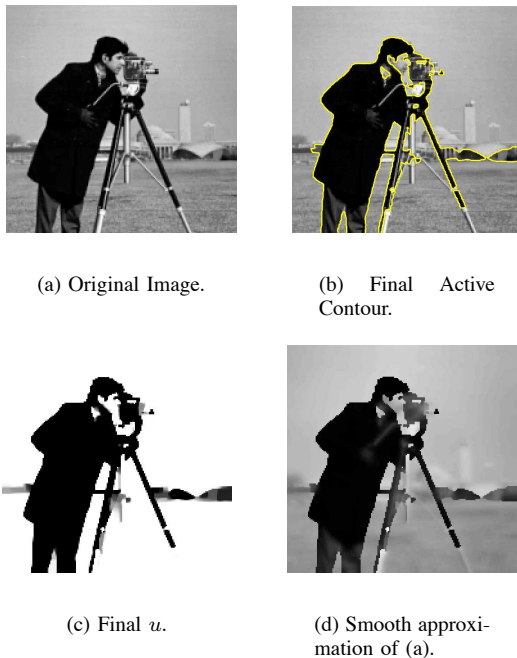 (a) Original Image.
(b) Final Active
Contour.
(c) Final u.
(d) Smooth approxi-
mation of (a).